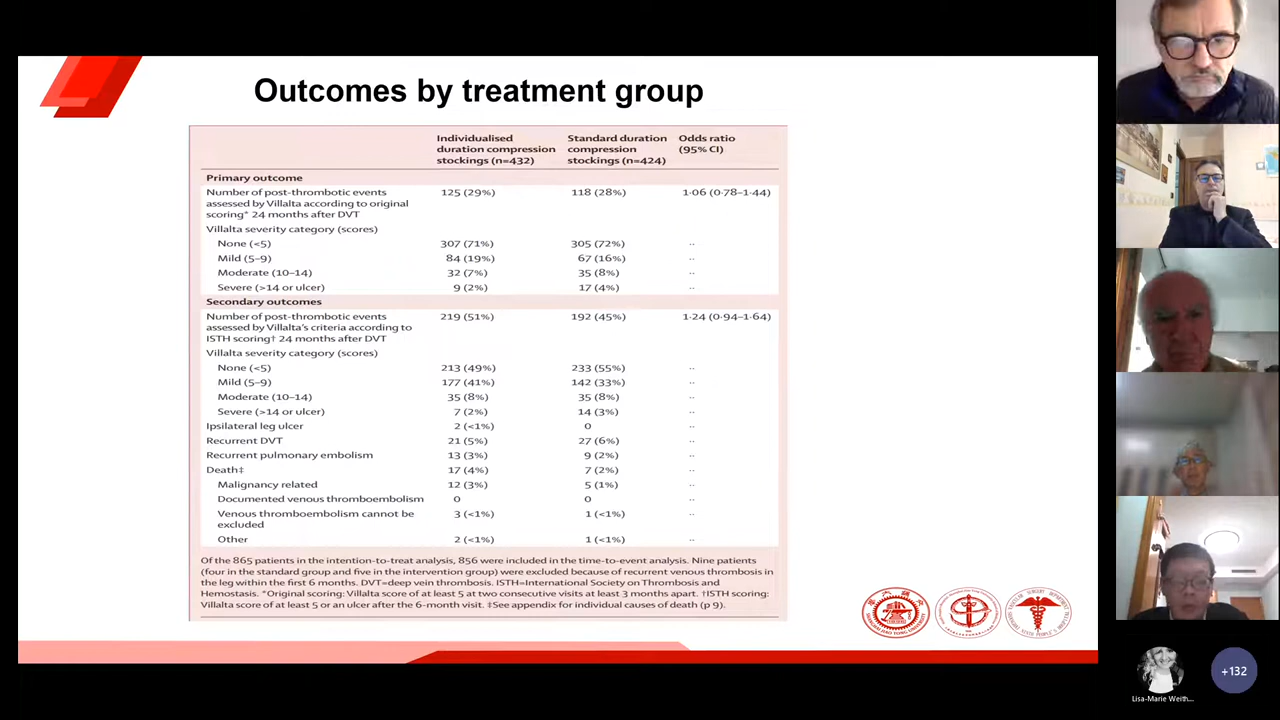 Outcomes by treatment group
Individualised duration compression stockings (n=432) Standard duration compression stockings (n=424) Odds ratio (95% CI)
Primary outcome
Number of post-thrombotic events 125 (29%) 118 (28%) 1·06 (0·78–1·44)
assessed by Villalta according to original
scoring* 24 months after DVT
Villalta severity category (scores)
None (<5) 307 (71%) 305 (72%) ··
Mild (5–9) 84 (19%) 67 (16%) ··
Moderate (10–14) 32 (7%) 35 (8%) ··
Severe (>14 or ulcer) 9 (2%) 17 (4%) ··
Secondary outcomes
Number of post-thrombotic events 219 (51%) 192 (45%) 1·24 (0·94–1·64)
assessed by Villalta's criteria according to
ISTH scoring† 24 months after DVT
Villalta severity category (scores)
None (<5) 213 (49%) 233 (55%) ··
Mild (5–9) 177 (41%) 142 (33%) ··
Moderate (10–14) 35 (8%) 35 (8%) ··
Severe (>14 or ulcer) 7 (2%) 14 (3%) ··
Ipsilateral leg ulcer 2 (<1%) 0 ··
Recurrent DVT 21 (5%) 27 (6%) ··
Recurrent pulmonary embolism 13 (3%) 9 (2%) ··
Death‡ 17 (4%) 7 (2%) ··
Malignancy related 12 (3%) 5 (1%) ··
Documented venous thromboembolism 0 0 ··
Venous thromboembolism cannot be 3 (<1%) 1 (<1%) ··
excluded
Other 2 (<1%) 1 (<1%) ··
Of the 865 patients in the intention-to-treat analysis, 856 were included in the time-to-event analysis. Nine patients
(four in the standard group and five in the intervention group) were excluded because of recurrent venous thrombosis in
the leg within the first 6 months. DVT=deep vein thrombosis. ISTH=International Society on Thrombosis and
Hemostasis. *Original scoring: Villalta score of at least 5 at two consecutive visits at least 3 months apart. †ISTH scoring:
Villalta score of at least 5 or an ulcer after the 6-month visit. ‡See appendix for individual causes of death (p 9).
SHANGHAI JIAO TONG UNIVERSITY
Lisa-Marie Weith...
+132